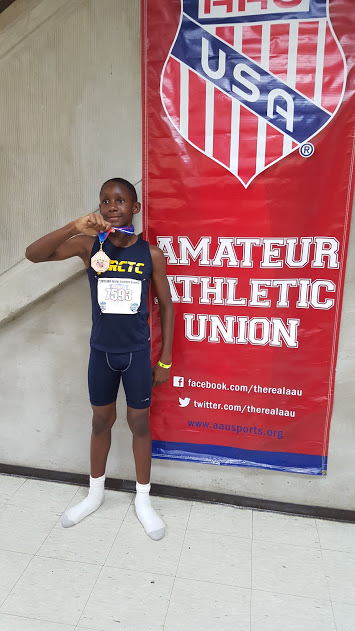 AAU
USA
®
AMATEUR
ATHLETIC
UNION
facebook.com/therealaau
twitter.com/therealaau
www.aausports.org
RCTC
7593